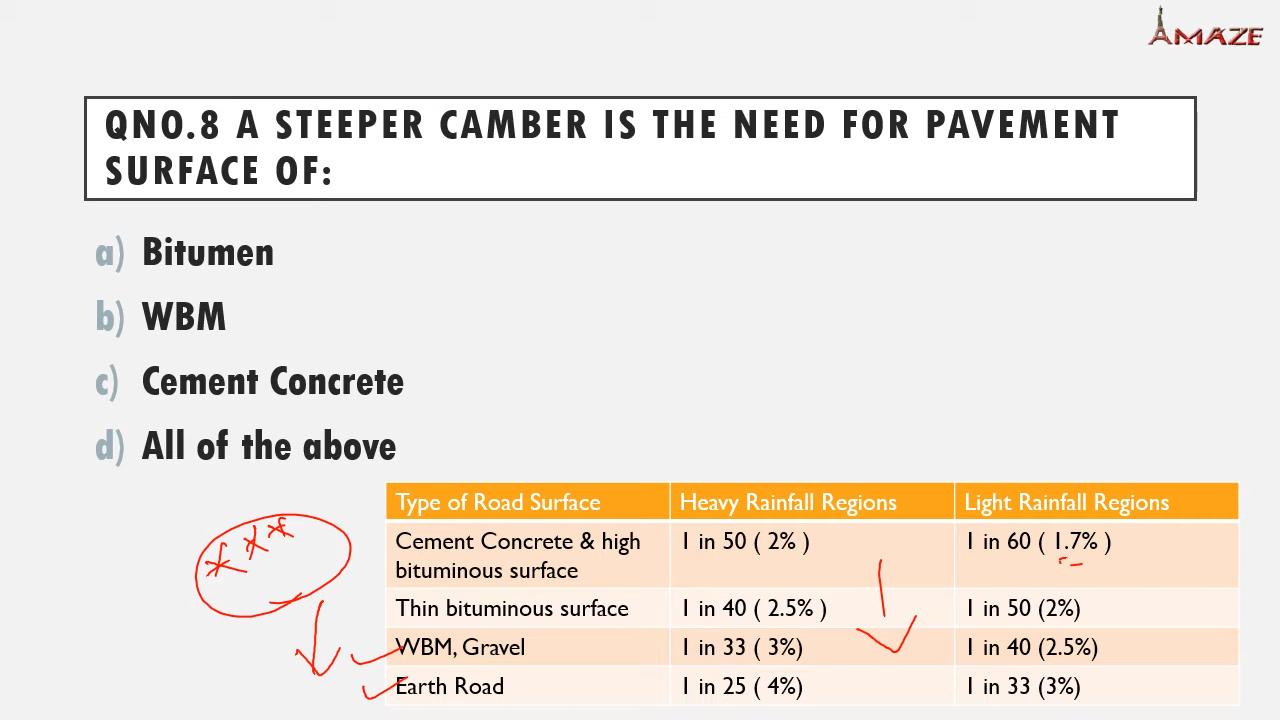 AMAZE
QNO.8 A STEEPER CAMBER IS THE NEED FOR PAVEMENT
SURFACE OF:
a) Bitumen
b) WBM
c) Cement Concrete
d) All of the above
Type of Road Surface Heavy Rainfall Regions Light Rainfall Regions
Cement Concrete & high 1 in 50 ( 2% ) 1 in 60 ( 1.7% )
bituminous surface
Thin bituminous surface 1 in 40 ( 2.5% ) 1 in 50 (2%)
WBM, Gravel 1 in 33 ( 3%) 1 in 40 (2.5%)
Earth Road 1 in 25 ( 4%) 1 in 33 (3%)